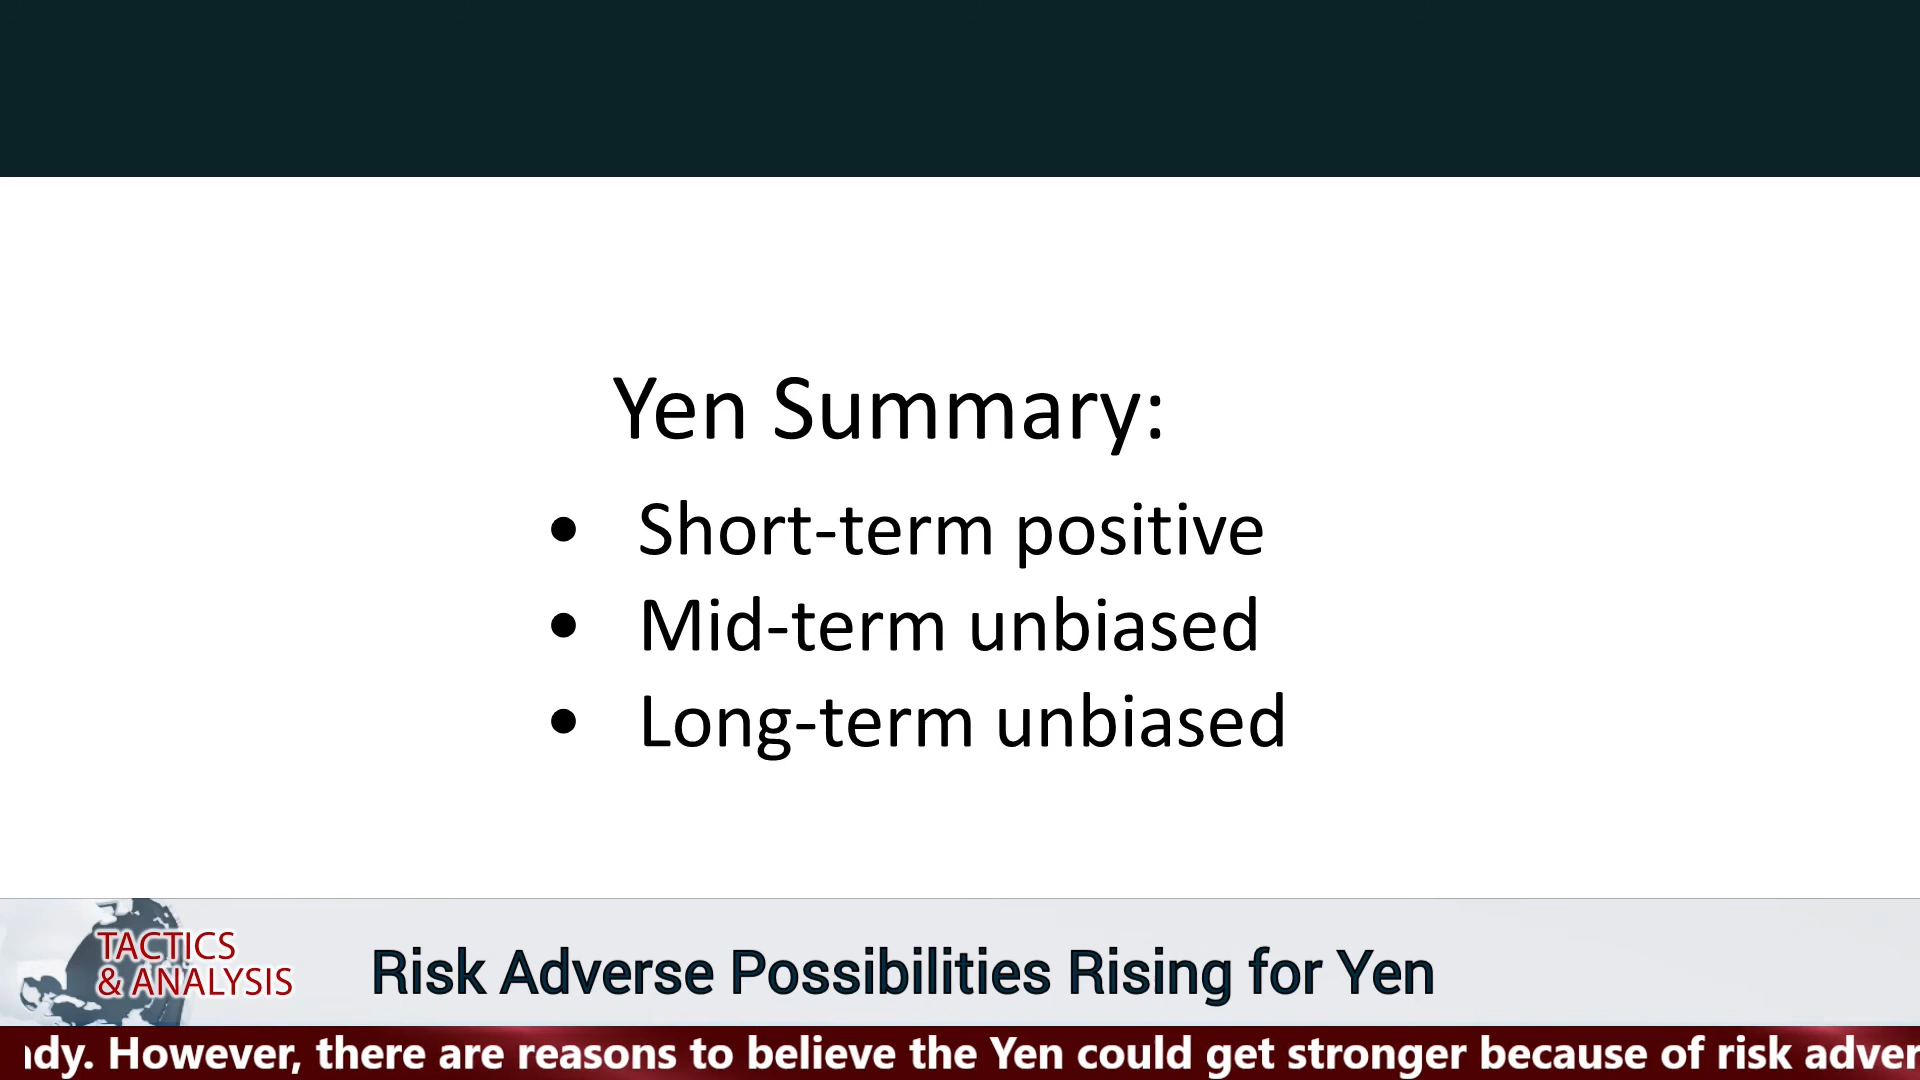 Yen Summary:
• Short-term positive
• Mid-term unbiased
• Long-term unbiased
TACTICS
& ANALYSIS
Risk Adverse Possibilities Rising for Yen
However, there are reasons to believe the Yen could get stronger because of risk